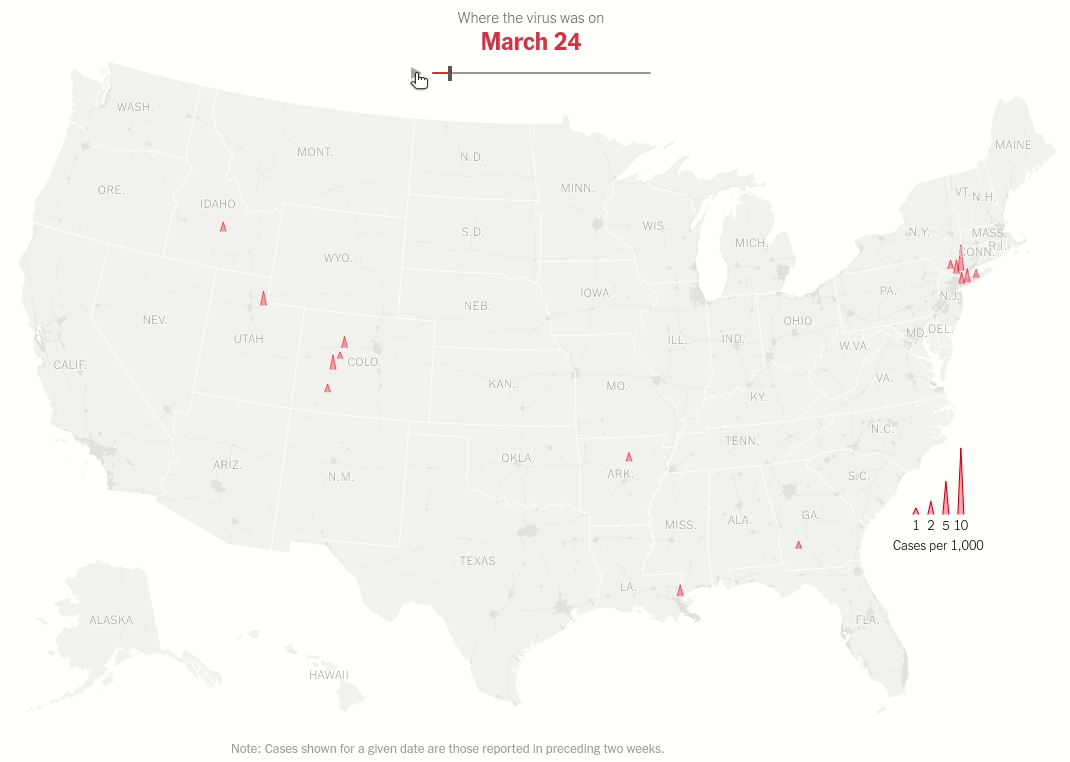 Where the virus was on
March 24
WASH.
MONT.
N.D.
MINN.
MAINE
ORE.
IDAHO
VT.
N.H.
WIS.
S.D.
N.Y.
MASS.
MICH.
R.I.
CONN.
WYO.
IOWA
PA.
N.J.
NEB.
NEV.
OHIO
UTAH
ILL.
IND.
MD.
DEL.
W.VA.
CALIF.
COLO.
KAN.
MO.
VA.
KY.
N.C.
TENN.
OKLA.
ARIZ.
N.M.
ARK.
S.C.
GA.
ALA.
MISS.
1 2 5 10
Cases per 1,000
TEXAS
LA.
ALASKA
FLA.
HAWAII
Note: Cases shown for a given date are those reported in preceding two weeks.